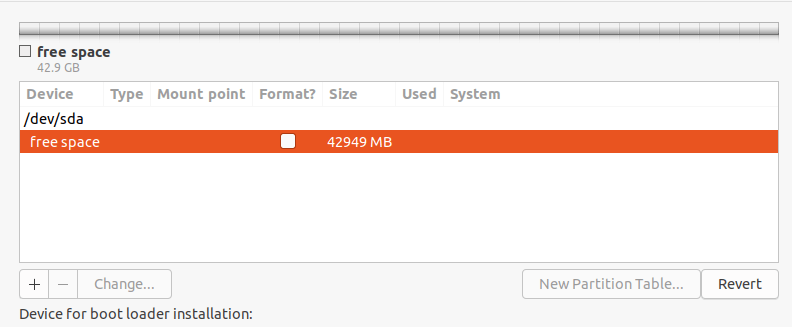 free space
42.9 GB
Device Type Mount point Format? Size Used System
/dev/sda
free space 42949 MB
+ − Change... New Partition Table... Revert
Device for boot loader installation: